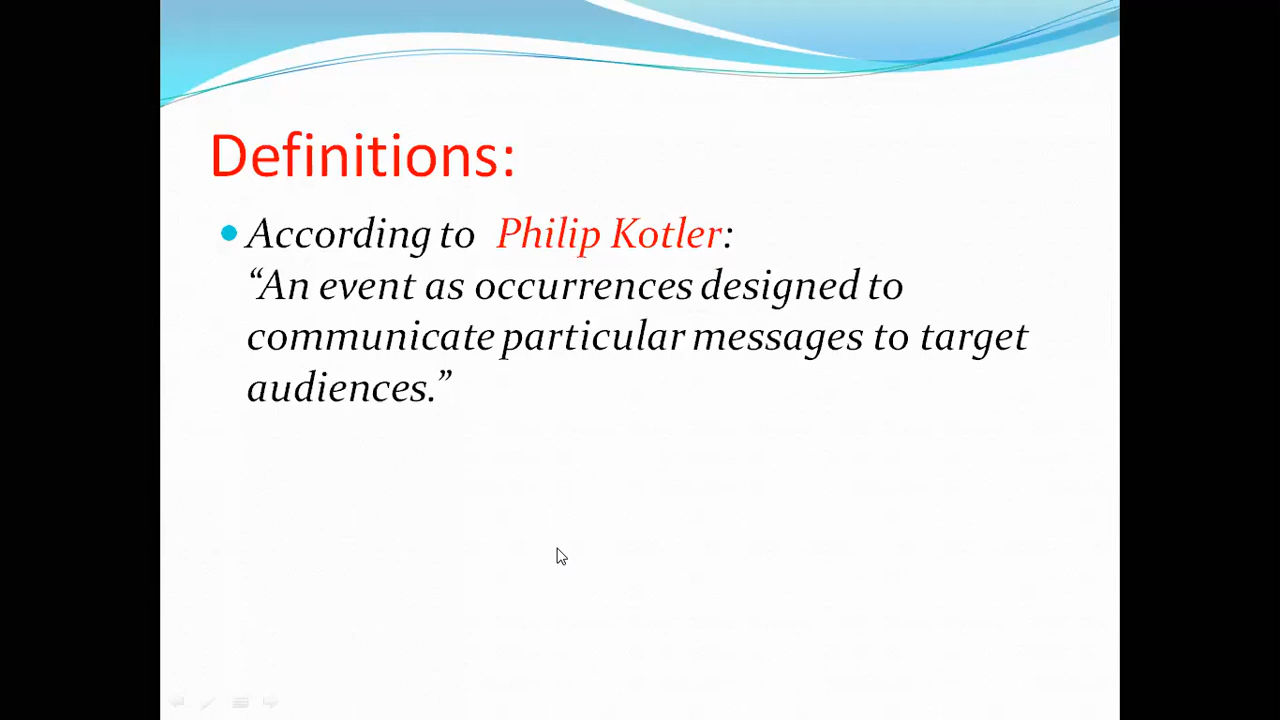 Definitions:
According to Philip Kotler:
“An event as occurrences designed to
communicate particular messages to target
audiences.”